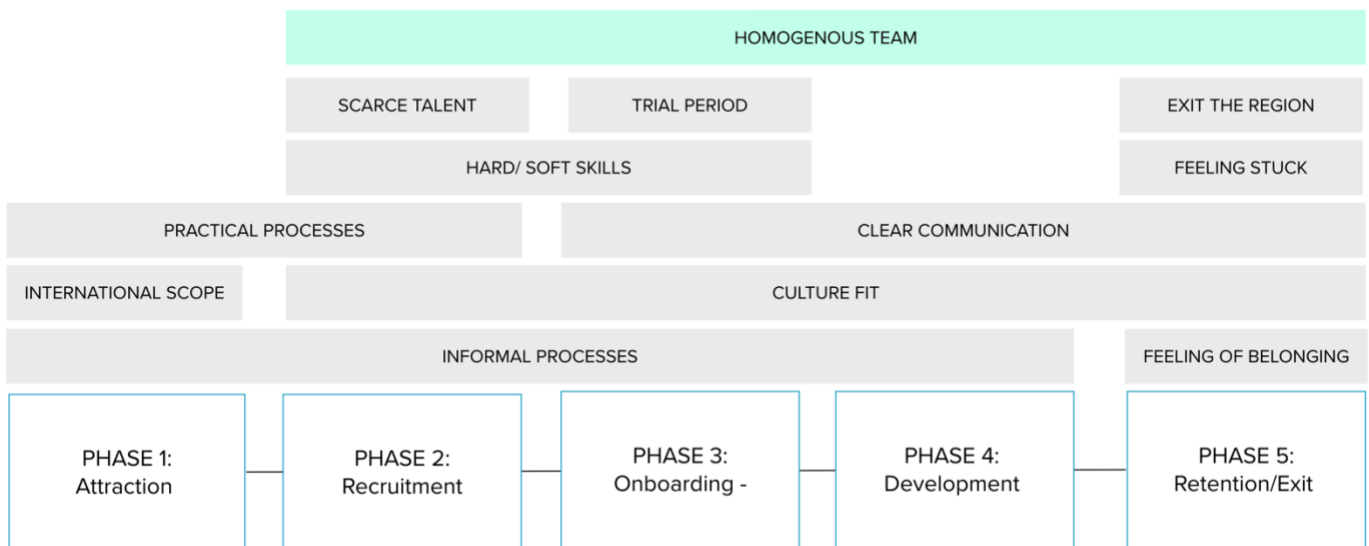 HOMOGENOUS TEAM
SCARCE TALENT
TRIAL PERIOD
EXIT THE REGION
HARD/ SOFT SKILLS
FEELING STUCK
PRACTICAL PROCESSES
CLEAR COMMUNICATION
INTERNATIONAL SCOPE
CULTURE FIT
INFORMAL PROCESSES
FEELING OF BELONGING
PHASE 1:
Attraction
PHASE 2:
Recruitment
PHASE 3:
Onboarding -
PHASE 4:
Development
PHASE 5:
Retention/Exit